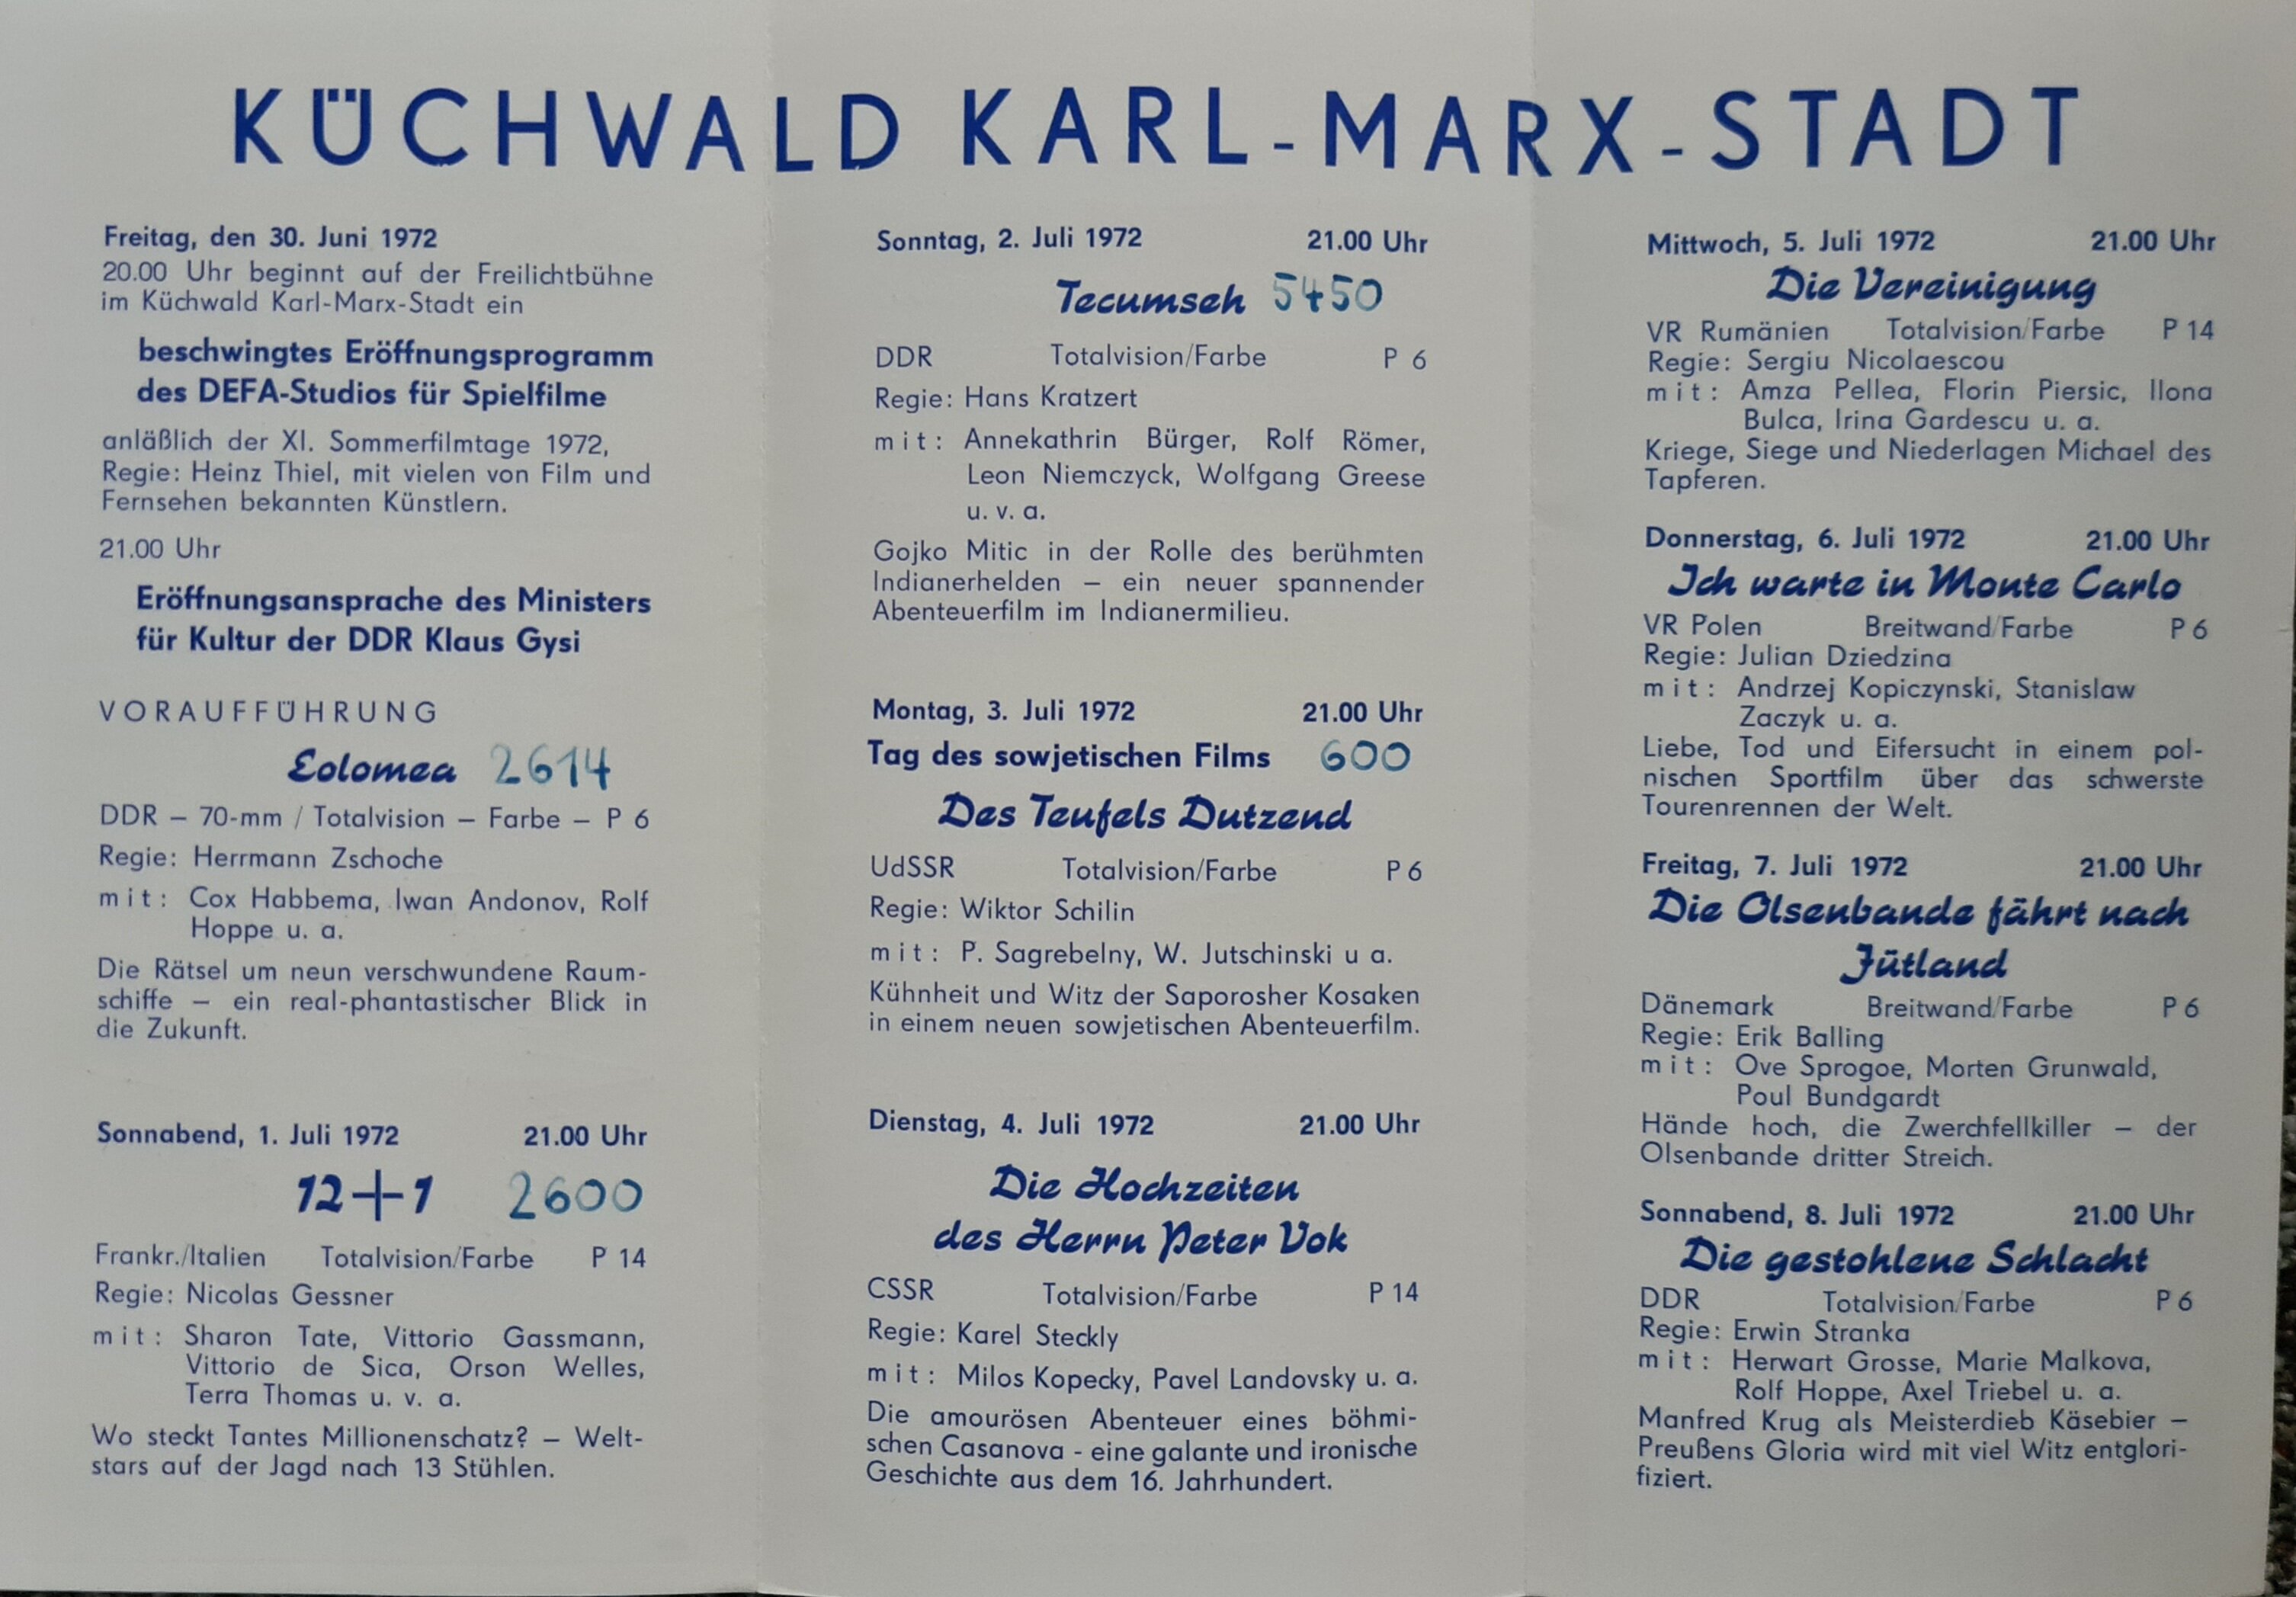 KÜCHWALD KARL-MARX-STADT
Freitag, den 30. Juni 1972
20.00 Uhr beginnt auf der Freilichtbühne
im Küchwald Karl-Marx-Stadt ein
beschwingtes Eröffnungsprogramm
des DEFA-Studios für Spielfilme
anläßlich der XI. Sommerfilmtage 1972,
Regie: Heinz Thiel, mit vielen von Film und
Fernsehen bekannten Künstlern.
21.00 Uhr
Eröffnungsansprache des Ministers
für Kultur der DDR Klaus Gysi
VORAUFFÜHRUNG
Eolomea 2614
DDR – 70-mm / Totalvision – Farbe – P 6
Regie: Herrmann Zschoche
mit: Cox Habbema, Iwan Andonov, Rolf
Hoppe u. a.
Die Rätsel um neun verschwundene Raum-
schiffe – ein real-phantastischer Blick in
die Zukunft.
Sonnabend, 1. Juli 1972 21.00 Uhr
12+1 2600
Frankr./Italien Totalvision/Farbe P 14
Regie: Nicolas Gessner
mit: Sharon Tate, Vittorio Gassmann,
Vittorio de Sica, Orson Welles,
Terra Thomas u. v. a.
Wo steckt Tantes Millionenschatz? – Welt-
stars auf der Jagd nach 13 Stühlen.
Sonntag, 2. Juli 1972 21.00 Uhr
Tecumseh 5450
DDR Totalvision/Farbe P 6
Regie: Hans Kratzert
mit: Annekathrin Bürger, Rolf Römer,
Leon Niemczyck, Wolfgang Greese
u. v. a.
Gojko Mitic in der Rolle des berühmten
Indianerhelden – ein neuer spannender
Abenteuerfilm im Indianermilieu.
Montag, 3. Juli 1972 21.00 Uhr
Tag des sowjetischen Films 600
Des Teufels Dutzend
UdSSR Totalvision/Farbe P 6
Regie: Wiktor Schilin
mit: P. Sagrebelny, W. Jutschinski u a.
Kühnheit und Witz der Saporosher Kosaken
in einem neuen sowjetischen Abenteuerfilm.
Dienstag, 4. Juli 1972 21.00 Uhr
Die Hochzeiten
des Herrn Peter Vok
CSSR Totalvision/Farbe P 14
Regie: Karel Steckly
mit: Milos Kopecky, Pavel Landovsky u. a.
Die amourösen Abenteuer eines böhmi-
schen Casanova - eine galante und ironische
Geschichte aus dem 16. Jahrhundert.
Mittwoch, 5. Juli 1972 21.00 Uhr
Die Vereinigung
VR Rumänien Totalvision/Farbe P 14
Regie: Sergiu Nicolaescou
mit: Amza Pellea, Florin Piersic, Ilona
Bulca, Irina Gardescu u. a.
Kriege, Siege und Niederlagen Michael des
Tapferen.
Donnerstag, 6. Juli 1972 21.00 Uhr
Ich warte in Monte Carlo
VR Polen Breitwand/Farbe P 6
Regie: Julian Dziedzina
mit: Andrzej Kopiczynski, Stanislaw
Zaczyk u. a.
Liebe, Tod und Eifersucht in einem pol-
nischen Sportfilm über das schwerste
Tourenrennen der Welt.
Freitag, 7. Juli 1972 21.00 Uhr
Die Olsenbande fährt nach
Jütland
Dänemark Breitwand/Farbe P 6
Regie: Erik Balling
mit: Ove Sprogoe, Morten Grunwald,
Poul Bundgardt
Hände hoch, die Zwerchfellkiller – der
Olsenbande dritter Streich.
Sonnabend, 8. Juli 1972 21.00 Uhr
Die gestohlene Schlacht
DDR Totalvision/Farbe P 6
Regie: Erwin Stranka
mit: Herwart Grosse, Marie Malkova,
Rolf Hoppe, Axel Triebel u. a.
Manfred Krug als Meisterdieb Käsebier –
Preußens Gloria wird mit viel Witz entglori-
fiziert.